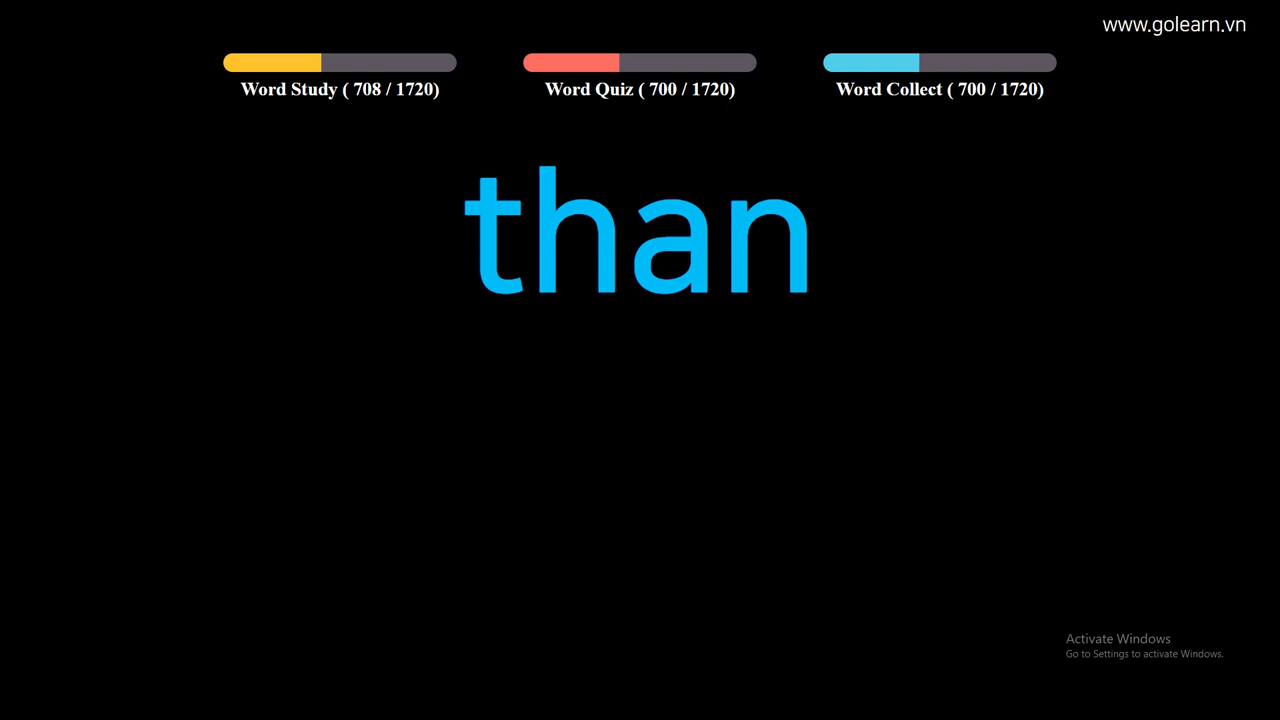 www.golearn.vn
Word Study ( 708 / 1720)
Word Quiz ( 700 / 1720)
Word Collect ( 700 / 1720)
than
Activate Windows
Go to Settings to activate Windows.